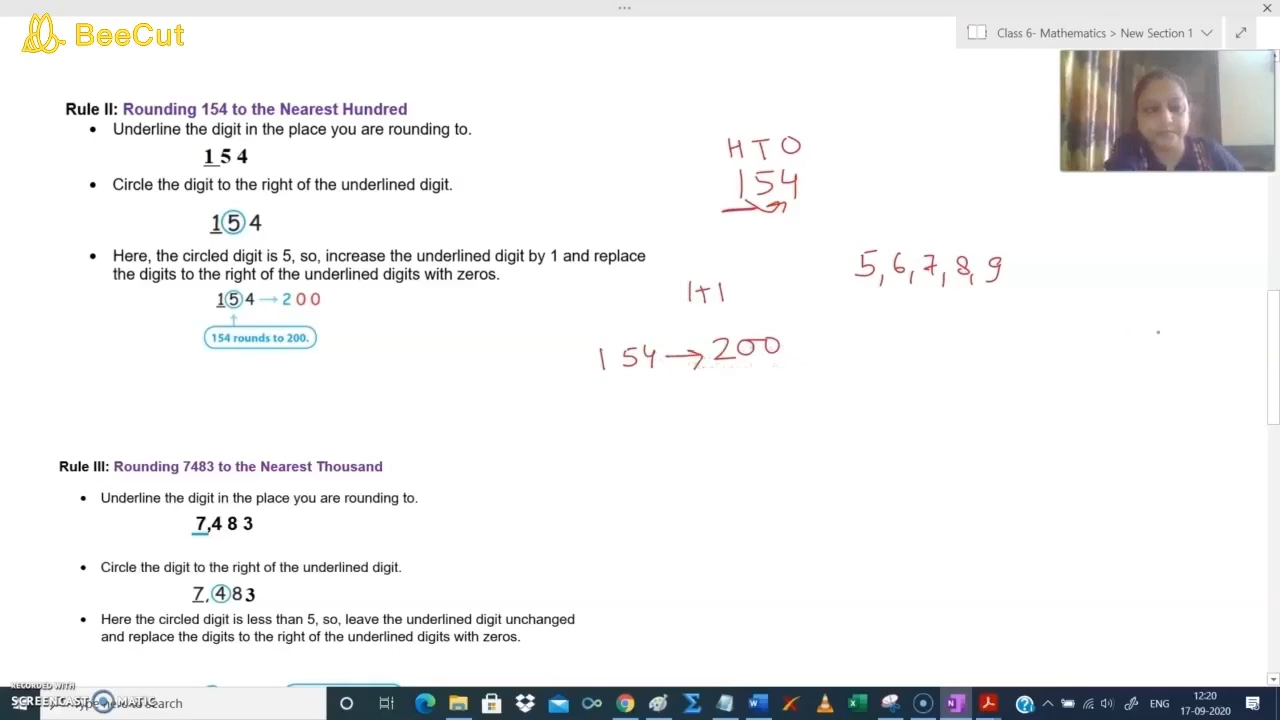 BeeCut
Class 6- Mathematics > New Section 1
Rule II: Rounding 154 to the Nearest Hundred
• Underline the digit in the place you are rounding to.
1 5 4
• Circle the digit to the right of the underlined digit.
1 5 4
• Here, the circled digit is 5, so, increase the underlined digit by 1 and replace
the digits to the right of the underlined digits with zeros.
1 5 4 → 2 0 0
154 rounds to 200.
H T O
154
5, 6, 7, 8, 9
1+1
154 → 200
Rule III: Rounding 7483 to the Nearest Thousand
• Underline the digit in the place you are rounding to.
7,4 8 3
• Circle the digit to the right of the underlined digit.
7,4 8 3
• Here the circled digit is less than 5, so, leave the underlined digit unchanged
and replace the digits to the right of the underlined digits with zeros.
RECORDED WITH
SCREENCAST MATIC
here to search
ENG
12:20
17-09-2020